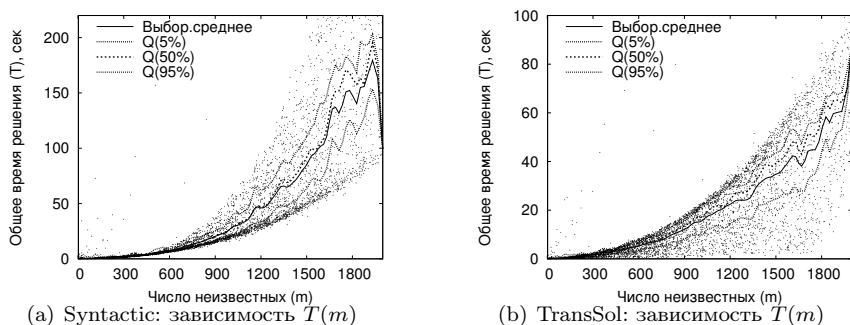 Общее время решения (T), сек
200
150
100
50
0
Выбор.среднее
Q(5%)
Q(50%)
Q(95%)
0 300 600 900 1200 1500 1800
Число неизвестных (m)
(a) Syntactic: зависимость T(m)
Общее время решения (T), сек
100
80
60
40
20
0
Выбор.среднее
Q(5%)
Q(50%)
Q(95%)
0 300 600 900 1200 1500 1800
Число неизвестных (m)
(b) TransSol: зависимость T(m)